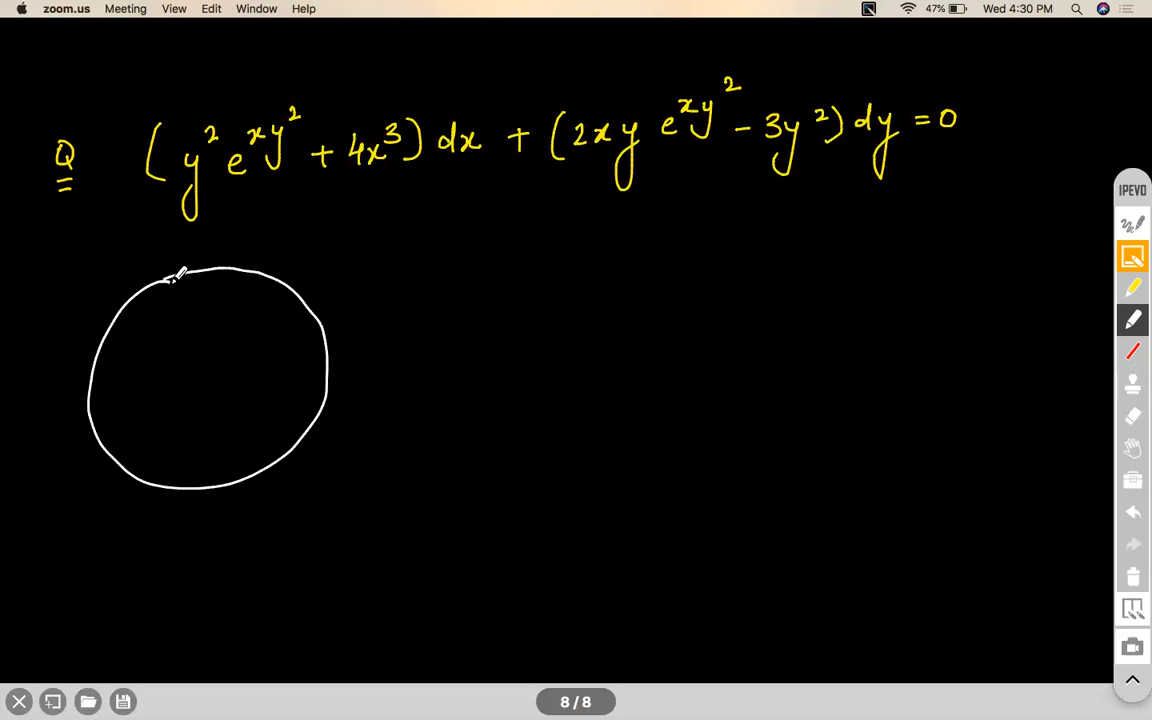 zoom.us Meeting View Edit Window Help 47% Wed 4:30 PM
Q (y² e^{xy²} + 4x³) dx + (2xy e^{xy²} - 3y²) dy = 0
IPEVO
8 / 8